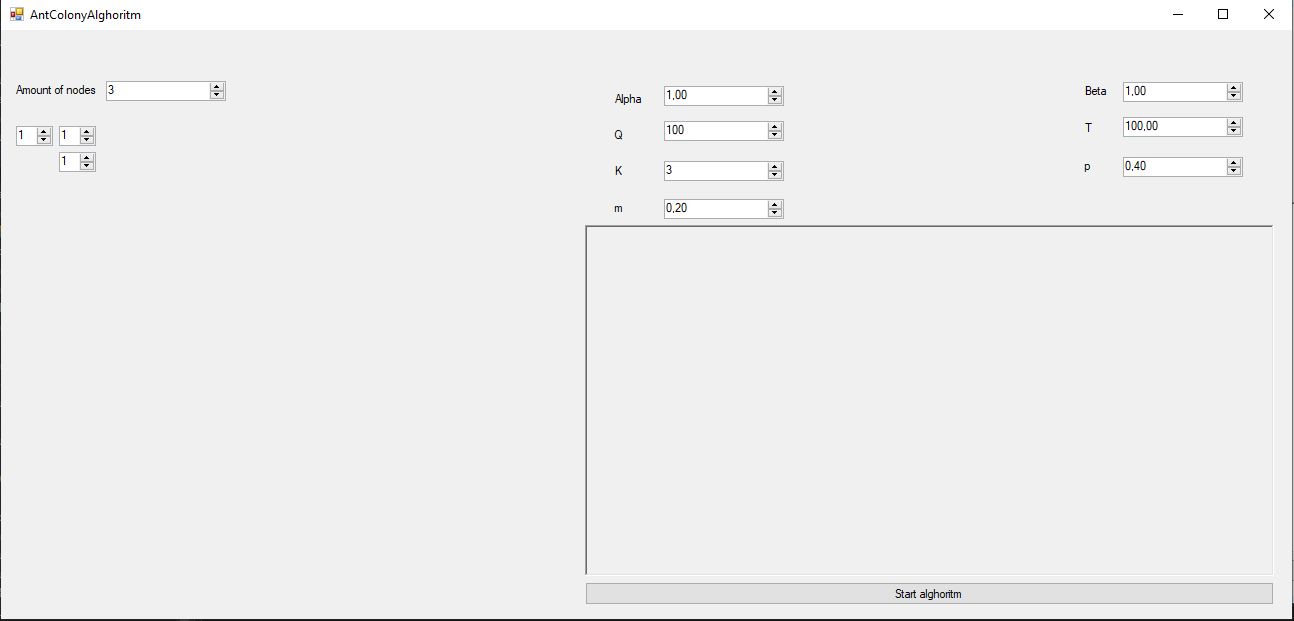 AntColonyAlghoritm
Amount of nodes 3
Alpha 1,00
Beta 1,00
1 1
Q 100
T 100,00
1
K 3
p 0,40
m 0,20
Start alghoritm